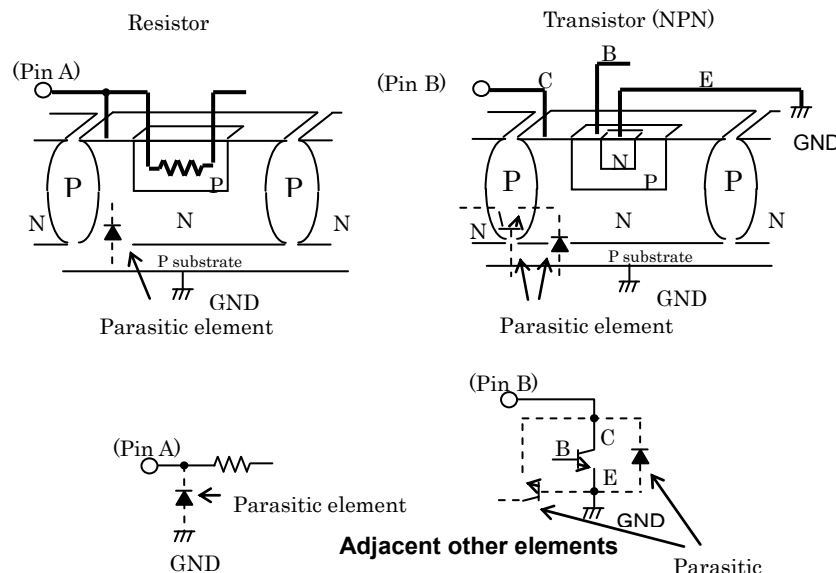 Resistor
(Pin A)
P
P
P
N
N
N
P substrate
GND
Parasitic element
Transistor (NPN)
(Pin B)
C
B
E
GND
P
N
P
P
N
N
N
P substrate
GND
Parasitic element
(Pin A)
Parasitic element
GND
(Pin B)
C
B
E
GND
Adjacent other elements
Parasitic